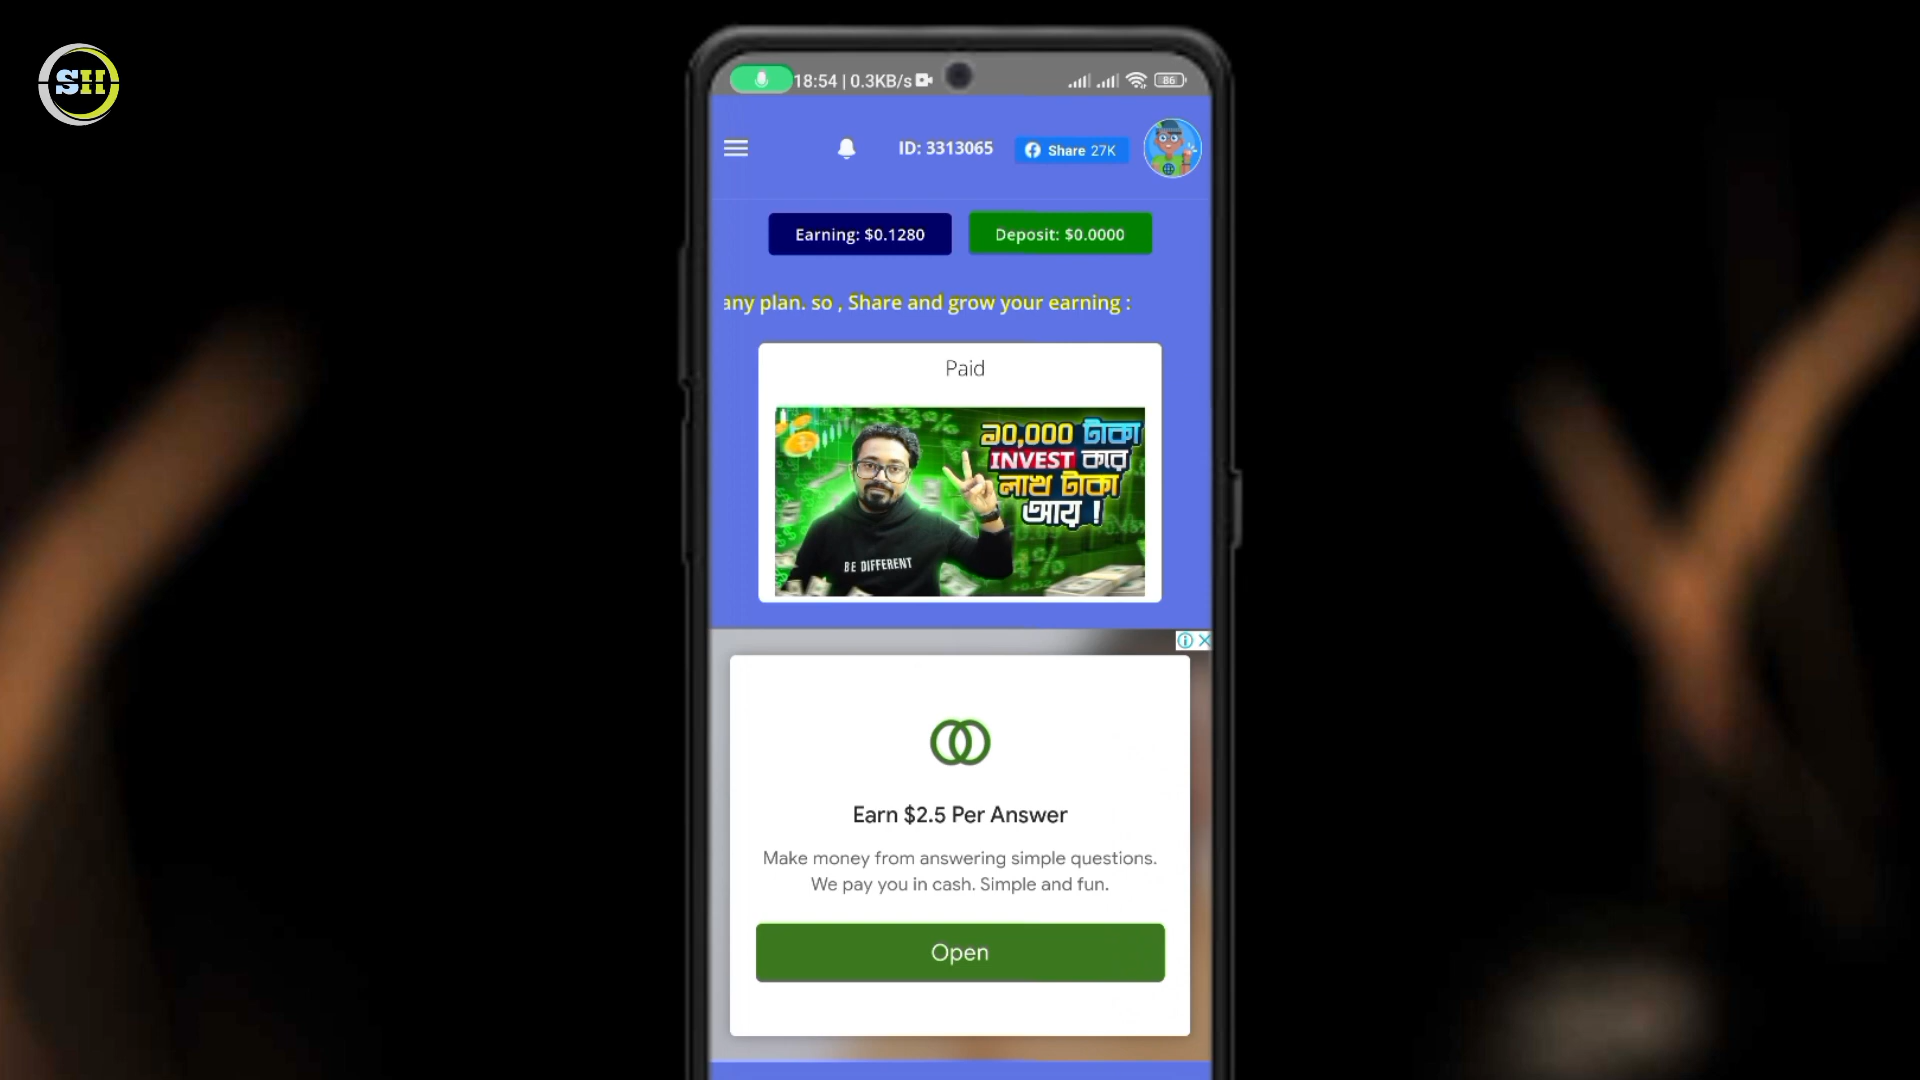 SH
18:54 | 0.3KB/s
86
ID: 3313065
Share 27K
Earning: $0.1280
Deposit: $0.0000
any plan. so , Share and grow your earning :
Paid
১০,০০০ টাকা
INVEST করে
লাখ টাকা
আয় !
BE DIFFERENT
Earn $2.5 Per Answer
Make money from answering simple questions.
We pay you in cash. Simple and fun.
Open